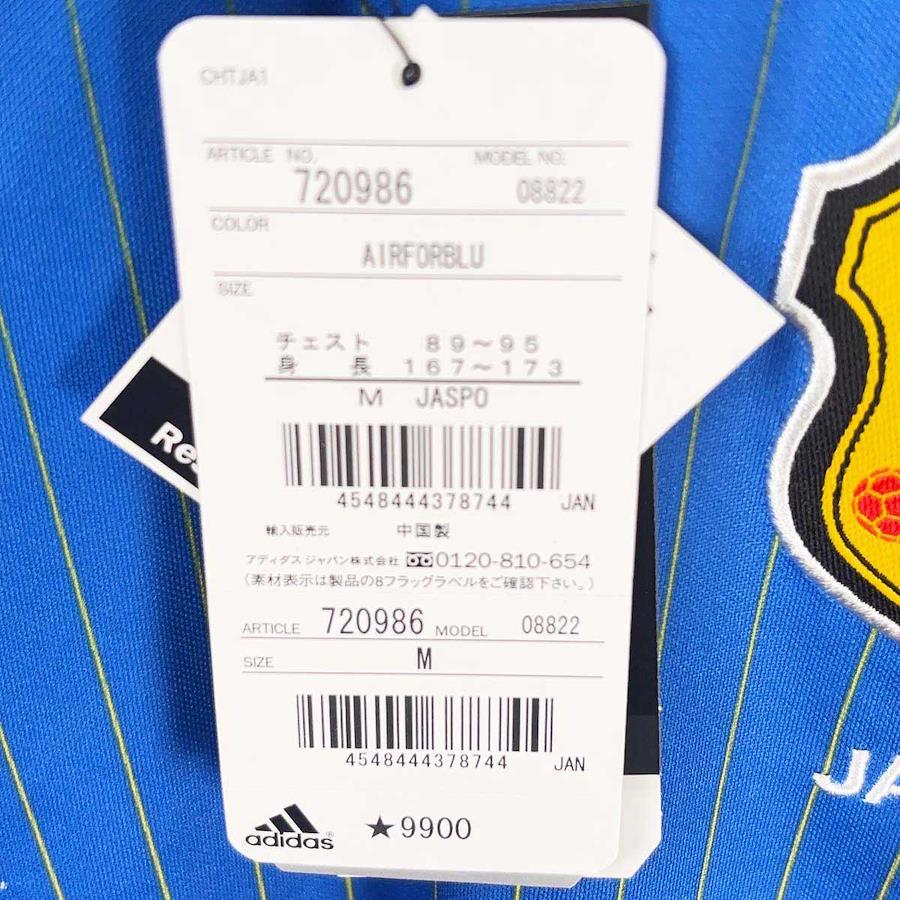 CHTJA1
ARTICLE NO. MODEL NO.
720986 08822
COLOR
AIRFORBLU
SIZE
チェスト 89～95
身 長 167～173
M JASPO
4548444378744 JAN
輸入販売元 中国製
アディダス ジャパン株式会社 0120-810-654
(素材表示は製品の8フラッグラベルをご確認下さい。)
ARTICLE 720986 MODEL 08822
SIZE M
4548444378744 JAN
adidas® ★9900
Re
JA